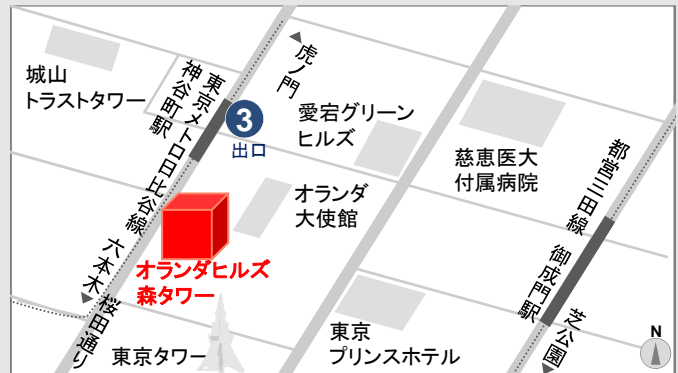 城山
トラストタワー
東京メトロ日比谷線
神谷町駅
虎ノ門
3
出口
愛宕グリーン
ヒルズ
慈恵医大
付属病院
都営三田線 御成門駅
オランダ
大使館
オランダヒルズ
森タワー
六本木
桜田通り
東京タワー
東京
プリンスホテル
芝公園
N